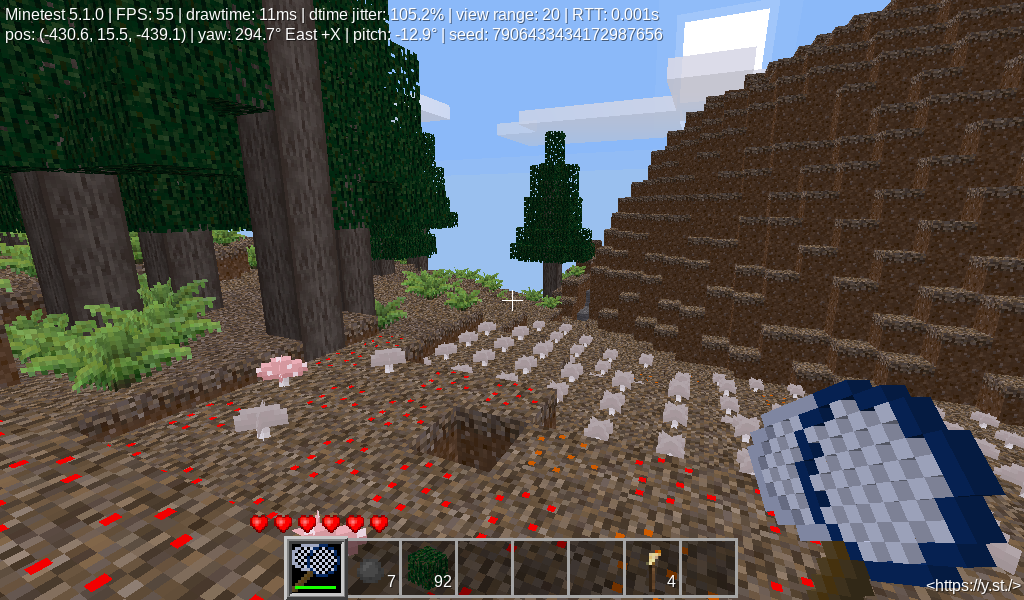 Minetest 5.1.0 | FPS: 55 | drawtime: 11ms | dtime jitter: 105.2% | view range: 20 | RTT: 0.001s
pos: (-430.6, 15.5, -439.1) | yaw: 294.7° East +X | pitch: -12.9° | seed: 7906433434172987656
7
92
4
<https://y.st./>